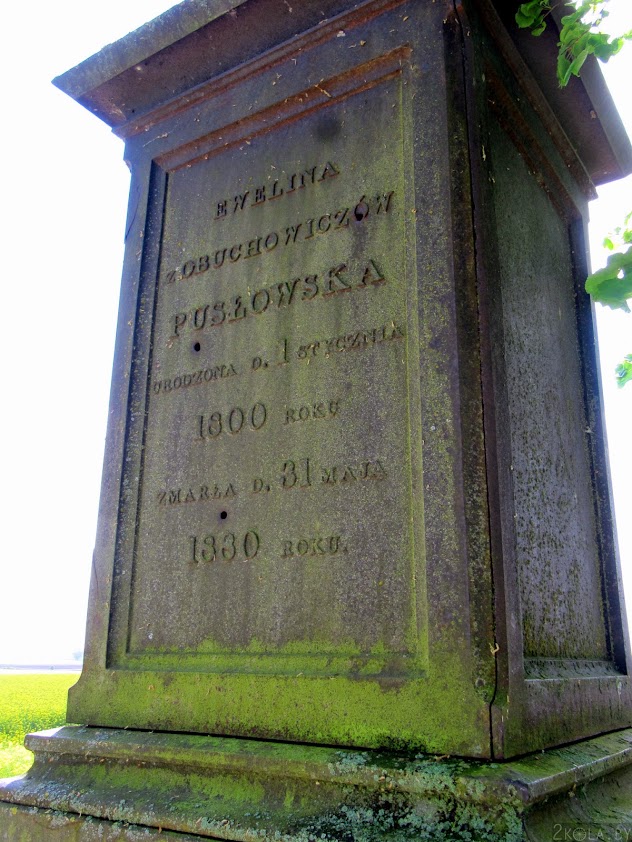 EWELINA
z OBUCHOWICZÓW
PUSŁOWSKA
URODZONA D. 1 STYCZNIA
1800 ROKU
ZMARŁA D. 31 MAJA
1830 ROKU.
2KOLA.BY